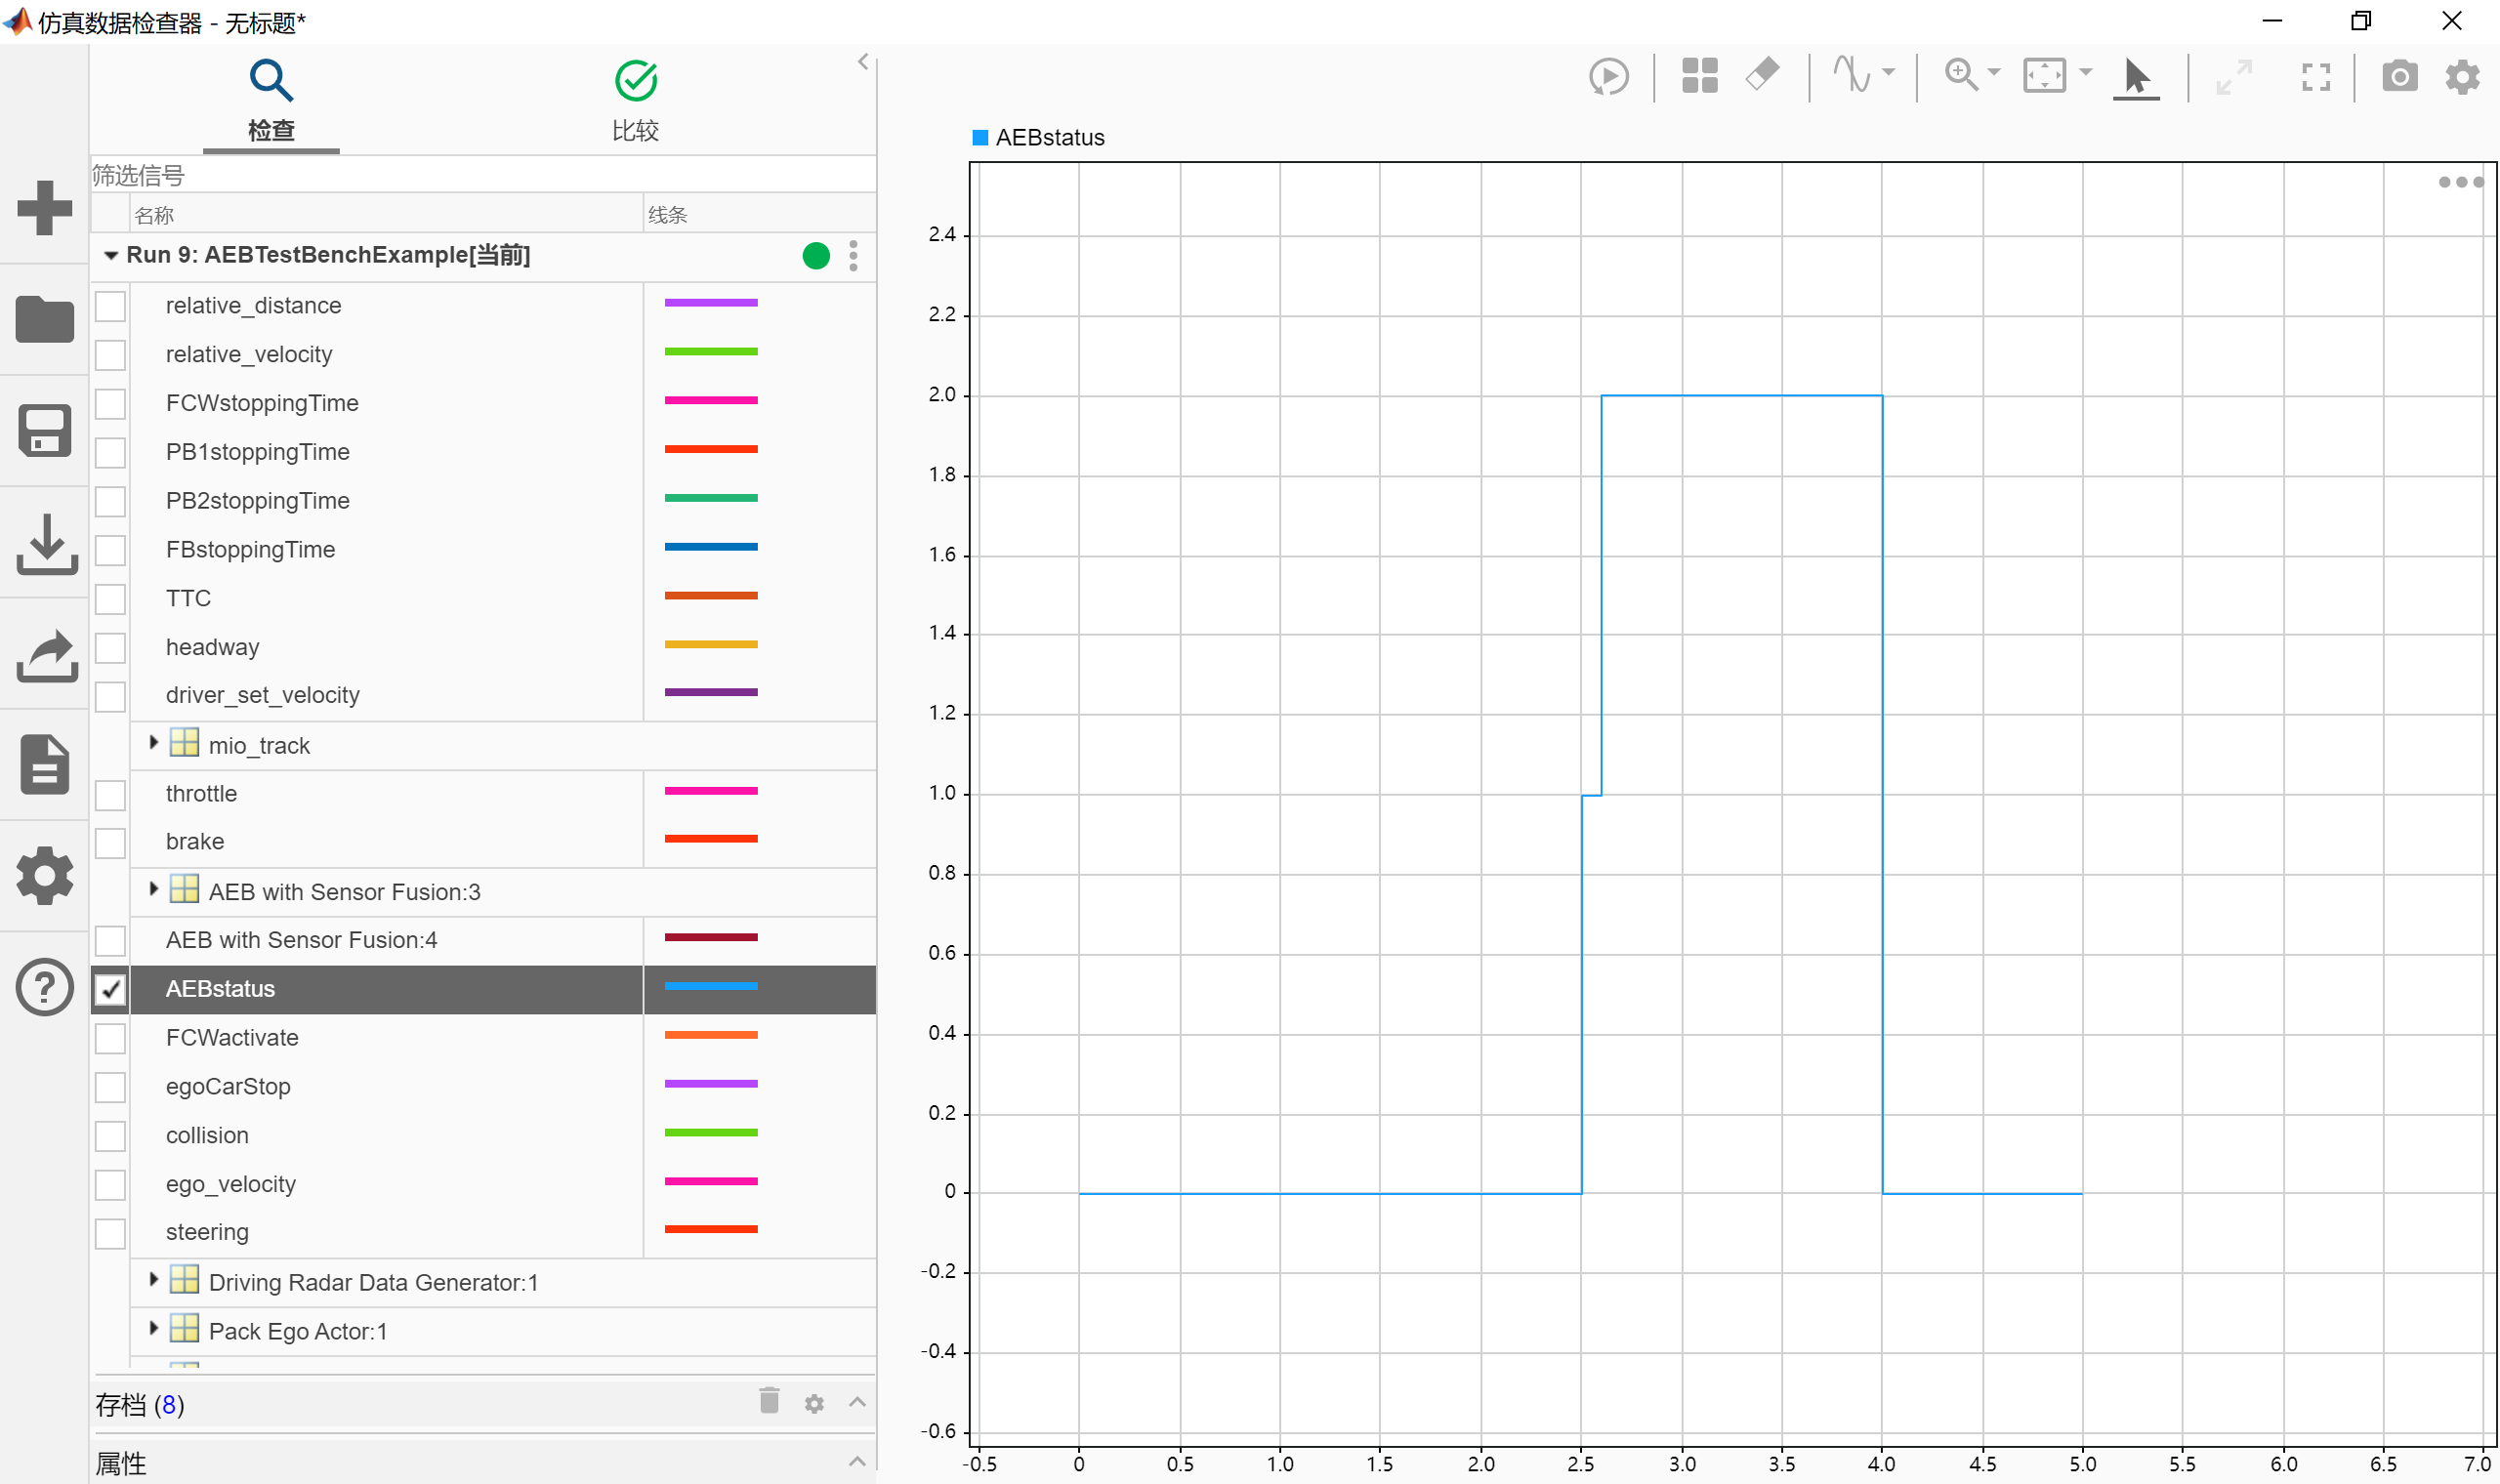 仿真数据检查器 - 无标题*
检查
比较
筛选信号
名称
线条
Run 9: AEBTestBenchExample[当前]
relative_distance
relative_velocity
FCWstoppingTime
PB1stoppingTime
PB2stoppingTime
FBstoppingTime
TTC
headway
driver_set_velocity
mio_track
throttle
brake
AEB with Sensor Fusion:3
AEB with Sensor Fusion:4
AEBstatus
FCWactivate
egoCarStop
collision
ego_velocity
steering
Driving Radar Data Generator:1
Pack Ego Actor:1
存档 (8)
属性
AEBstatus
2.4
2.2
2.0
1.8
1.6
1.4
1.2
1.0
0.8
0.6
0.4
0.2
0
-0.2
-0.4
-0.6
-0.5 0 0.5 1.0 1.5 2.0 2.5 3.0 3.5 4.0 4.5 5.0 5.5 6.0 6.5 7.0